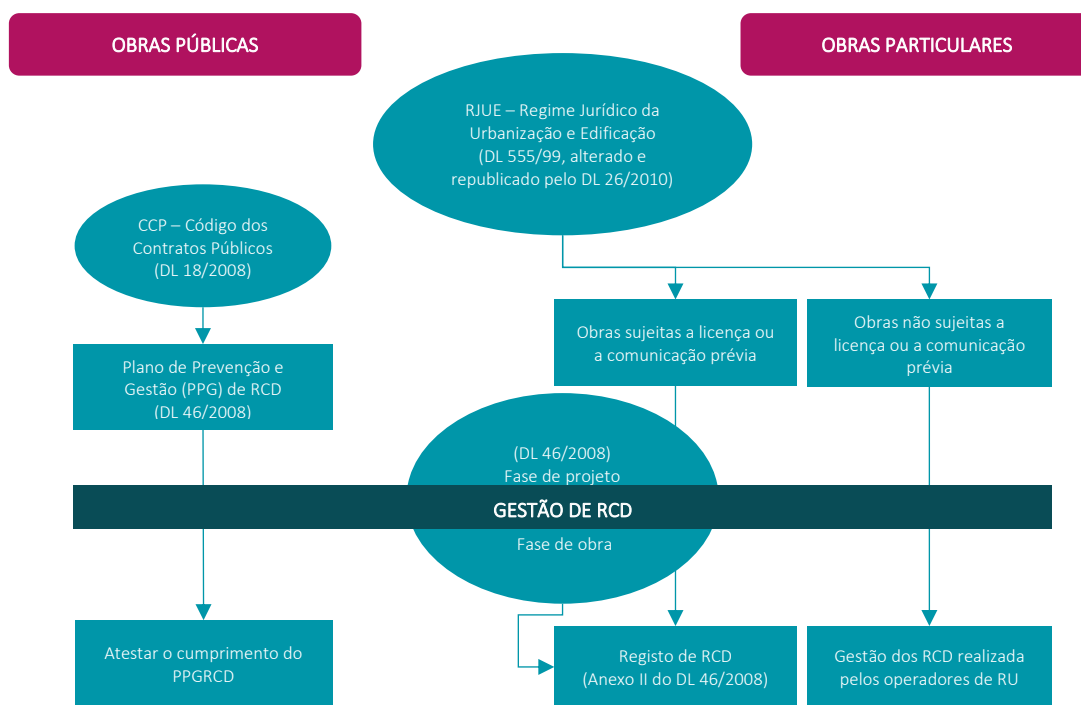 OBRAS PÚBLICAS
OBRAS PARTICULARES
RJUE – Regime Jurídico da
Urbanização e Edificação
(DL 555/99, alterado e
republicado pelo DL 26/2010)
CCP – Código dos
Contratos Públicos
(DL 18/2008)
Obras sujeitas a licença ou
a comunicação prévia
Obras não sujeitas a
licença ou a comunicação
prévia
Plano de Prevenção e
Gestão (PPG) de RCD
(DL 46/2008)
(DL 46/2008)
Fase de projeto
GESTÃO DE RCD
Fase de obra
Atestar o cumprimento do
PPGRCD
Registo de RCD
(Anexo II do DL 46/2008)
Gestão dos RCD realizada
pelos operadores de RU